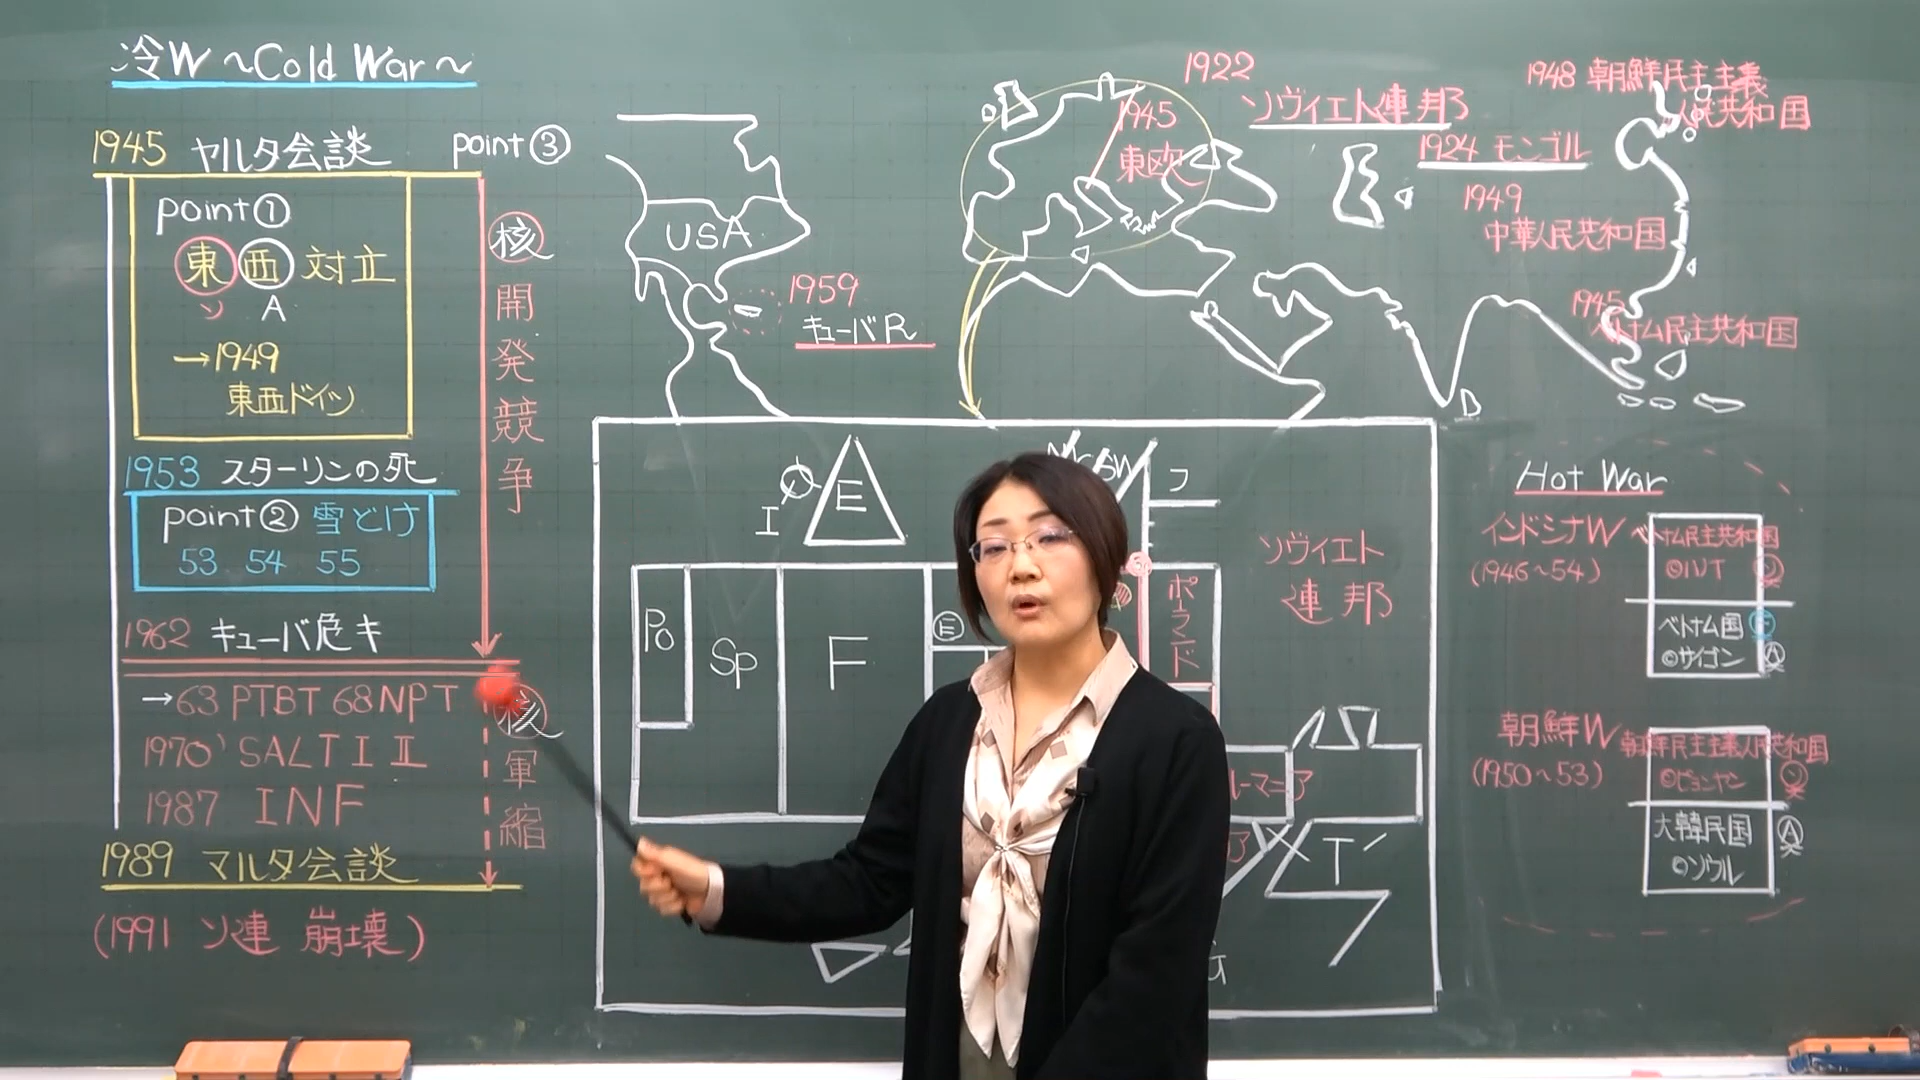 冷W ~Cold War~
1945 ヤルタ会談
point①
東西対立
ソ A
→1949
東西ドイツ
1953 スターリンの死
point② 雪どけ
53 54 55
1962 キューバ危キ
→63 PTBT 68 NPT
1970' SALT I II
1987 INF
1989 マルタ会談
(1991 ソ連 崩壊)
point③
核開発競争
核軍縮
USA
1959
キューバR
1945
東欧
1922
ソヴィエト連邦
1924 モンゴル
1949
中華人民共和国
1948 朝鮮民主主義
人民共和国
1945
ベトナム民主共和国
I
E
フ
Po
Sp
F
E
ポーランド
ソヴィエト
連邦
ルーマニア
T'
Hot War
インドシナW
(1946~54)
ベトナム民主共和国
ベトナム国 F
◎サイゴン A
朝鮮W
(1950~53)
朝鮮民主主義人民共和国
◎ピョンヤン ソ
大韓民国 A
◎ソウル